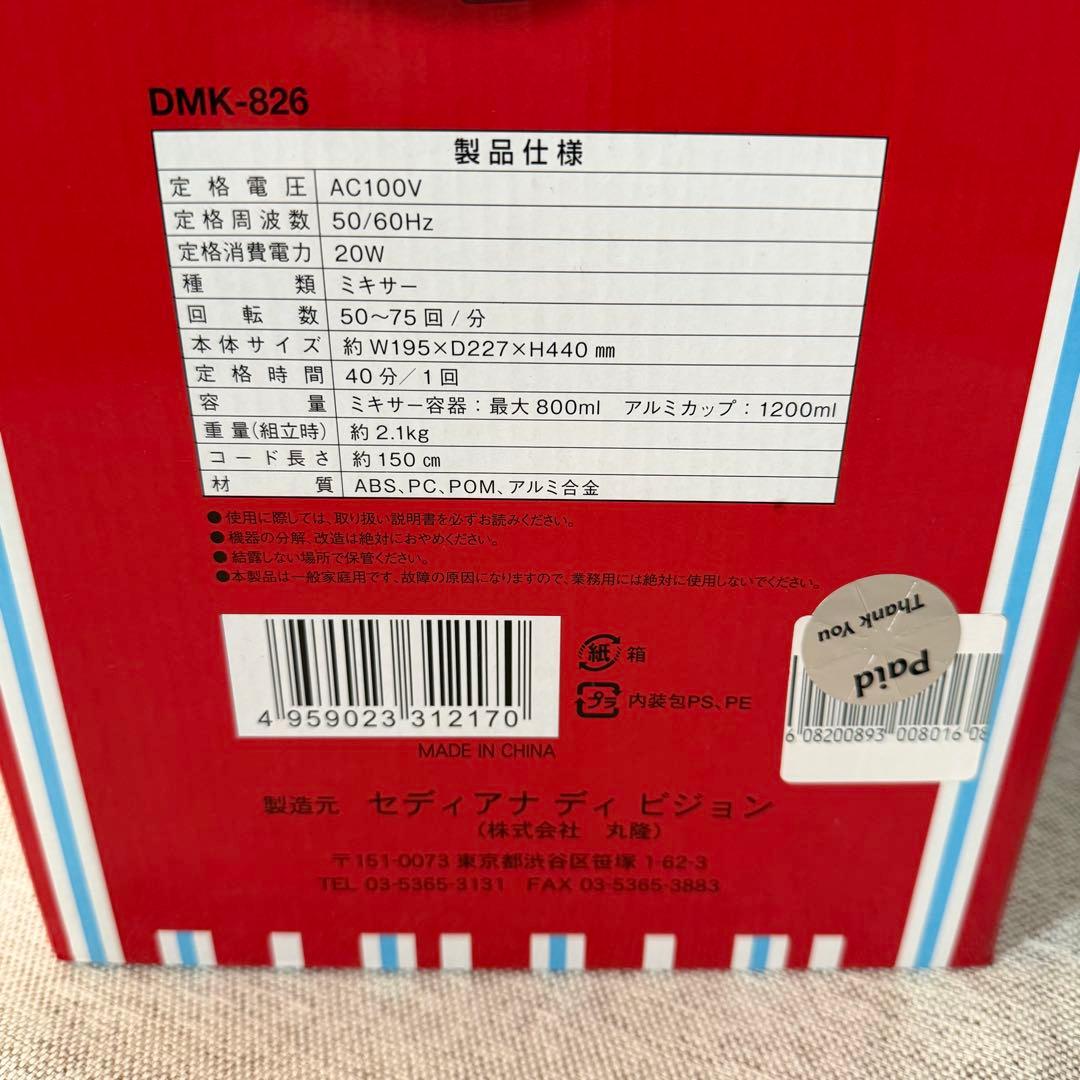 DMK-826
製品仕様
定格電圧 AC100V
定格周波数 50/60Hz
定格消費電力 20W
種類 ミキサー
回転数 50〜75回/分
本体サイズ 約W195×D227×H440㎜
定格時間 40分/1回
容量 ミキサー容器:最大800ml アルミカップ:1200ml
重量(組立時) 約2.1kg
コード長さ 約150㎝
材質 ABS、PC、POM、アルミ合金
●使用に際しては、取り扱い説明書を必ずお読みください。
●機器の分解、改造は絶対におやめください。
●結露しない場所で保管ください。
●本製品は一般家庭用です、故障の原因になりますので、業務用には絶対に使用しないでください。
Thank You
Paid
紙 箱
プラ 内装包PS、PE
4 959023 312170
6 08200893 008016 08
MADE IN CHINA
製造元 セディアナ ディ ビジョン
(株式会社 丸隆)
〒151-0073 東京都渋谷区笹塚 1-62-3
TEL 03-5365-3131 FAX 03-5365-3883